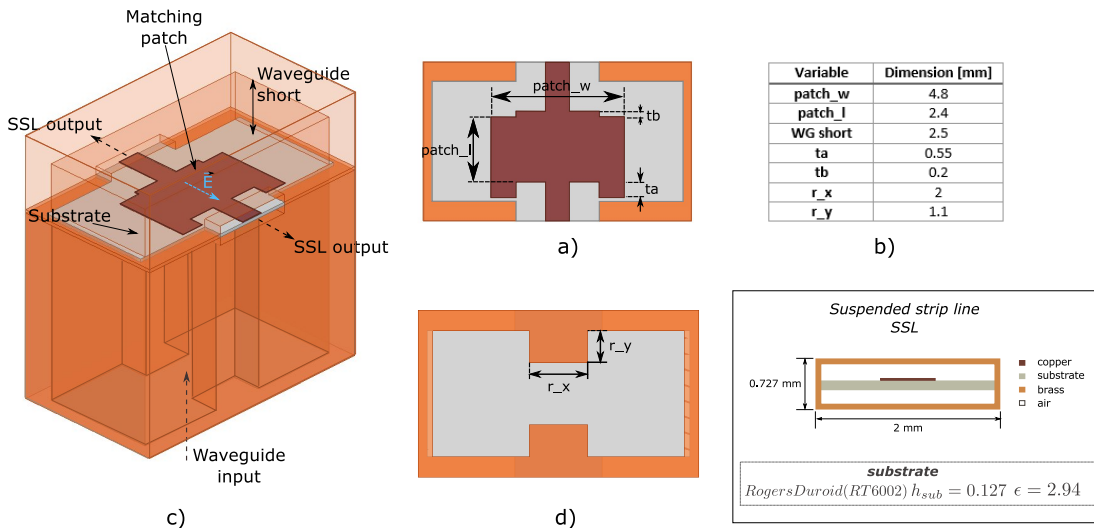 Matching
patch
Waveguide
short
SSL output
E
Substrate
SSL output
Waveguide
input
c)
patch_w
tb
patch_l
ta
a)
Variable Dimension [mm]
patch_w 4.8
patch_l 2.4
WG short 2.5
ta 0.55
tb 0.2
r_x 2
r_y 1.1
b)
r_y
r_x
d)
Suspended strip line
SSL
copper
substrate
brass
air
0.727 mm
2 mm
substrate
RogersDuroid(RT6002) h_sub = 0.127 ϵ = 2.94